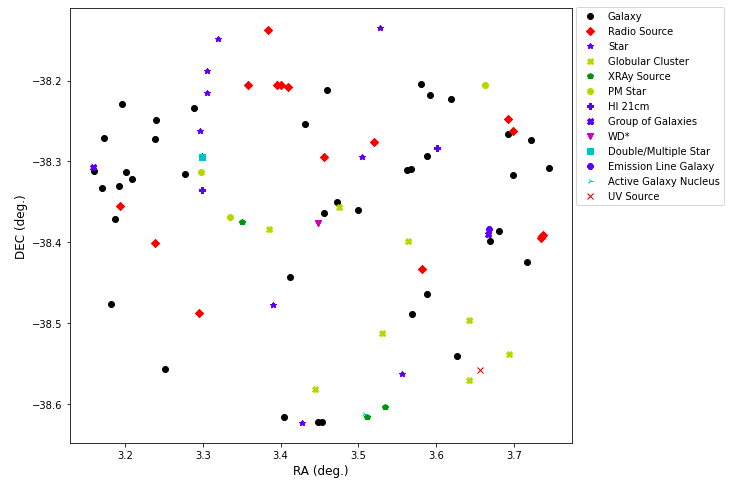 Galaxy
Radio Source
Star
Globular Cluster
XRAy Source
PM Star
HI 21cm
Group of Galaxies
WD*
Double/Multiple Star
Emission Line Galaxy
Active Galaxy Nucleus
UV Source
DEC (deg.)
−38.2
−38.3
−38.4
−38.5
−38.6
3.2 3.3 3.4 3.5 3.6 3.7
RA (deg.)